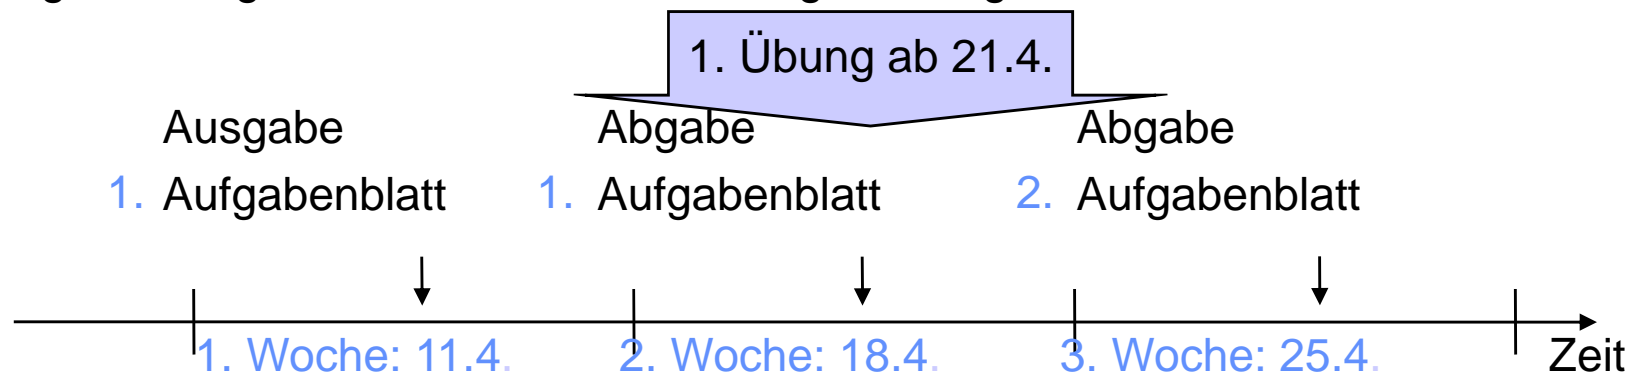 1. Übung ab 21.4.
Ausgabe
1. Aufgabenblatt
Abgabe
1. Aufgabenblatt
Abgabe
2. Aufgabenblatt
1. Woche: 11.4.
2. Woche: 18.4.
3. Woche: 25.4.
Zeit